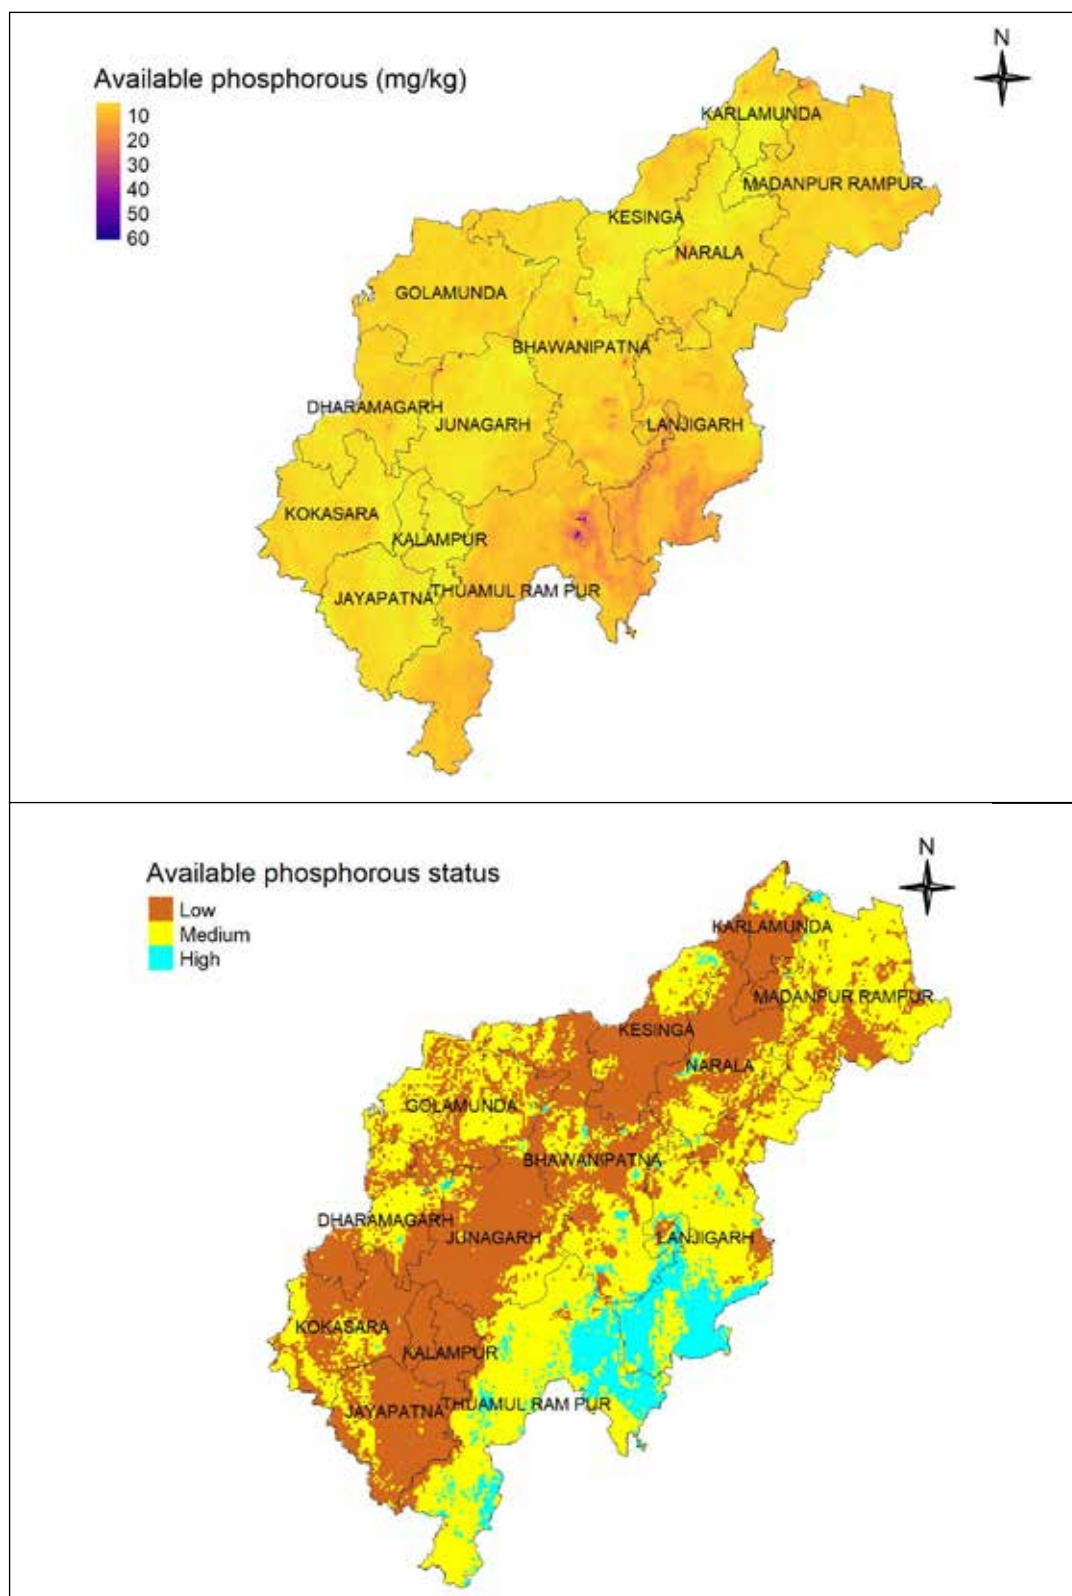 N
Available phosphorous (mg/kg)
10
20
30
40
50
60
KARLAMUNDA
MADANPUR RAMPUR
KESINGA
NARALA
GOLAMUNDA
BHAWANIPATNA
DHARAMAGARH
JUNAGARH
LANJIGARH
KOKASARA
KALAMPUR
JAYAPATNA
THUAMUL RAM PUR
N
Available phosphorous status
Low
Medium
High
KARLAMUNDA
MADANPUR RAMPUR
KESINGA
NARALA
GOLAMUNDA
BHAWANIPATNA
DHARAMAGARH
JUNAGARH
LANJIGARH
KOKASARA
KALAMPUR
JAYAPATNA
THUAMUL RAM PUR